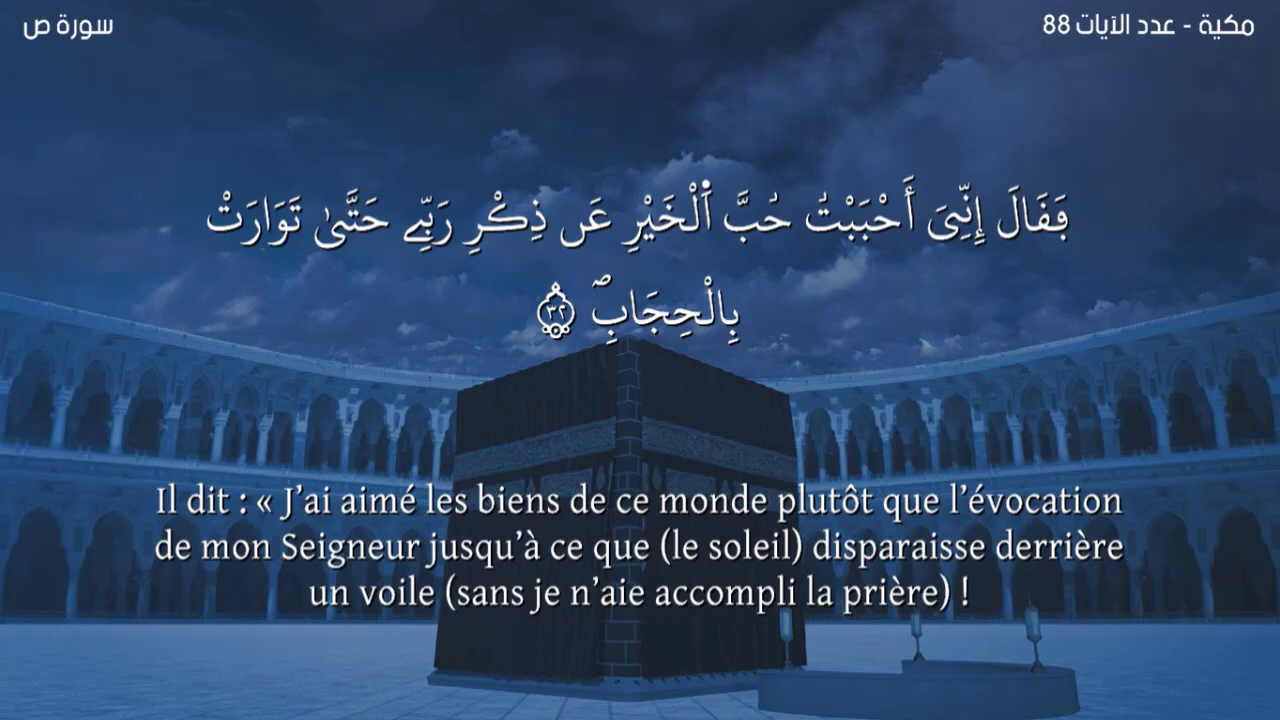 مكية - عدد الآيات 88
سورة ص
فَقَالَ إِنِّىَ أَحْبَبْتُ حُبَّ اَ۬لْخَيْرِ عَن ذِكْرِ رَبِّے حَتَّىٰ تَوَارَتْ
بِالْحِجَابِۖ ٣٢
Il dit : « J’ai aimé les biens de ce monde plutôt que l’évocation
de mon Seigneur jusqu’à ce que (le soleil) disparaisse derrière
un voile (sans je n’aie accompli la prière) !